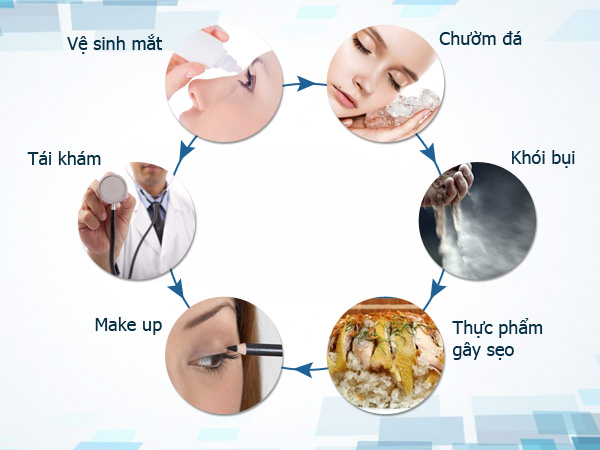 Vệ sinh mắt
Chườm đá
Tái khám
Khói bụi
Make up
Thực phẩm
gây sẹo